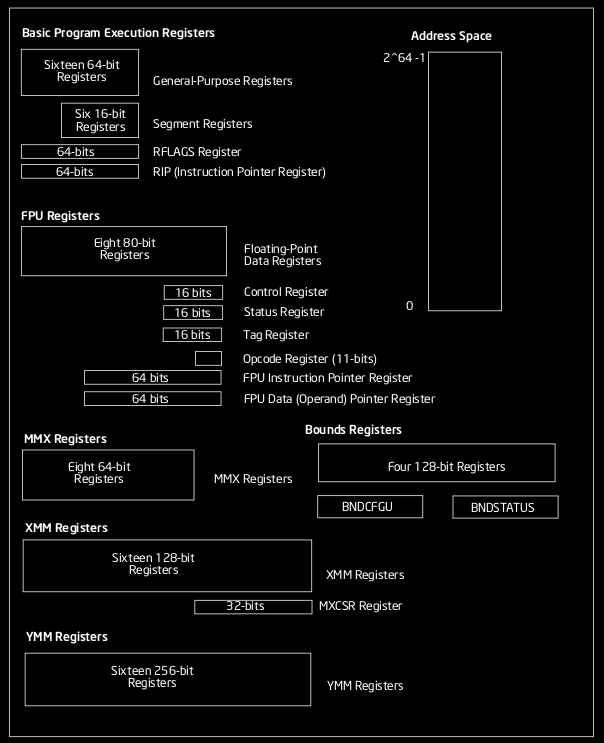 Basic Program Execution Registers
Address Space
2^64 -1
Sixteen 64-bit
Registers
General-Purpose Registers
Six 16-bit
Registers
Segment Registers
64-bits
RFLAGS Register
64-bits
RIP (Instruction Pointer Register)
FPU Registers
Eight 80-bit
Registers
Floating-Point
Data Registers
16 bits
Control Register
0
16 bits
Status Register
16 bits
Tag Register
Opcode Register (11-bits)
64 bits
FPU Instruction Pointer Register
64 bits
FPU Data (Operand) Pointer Register
MMX Registers
Eight 64-bit
Registers
MMX Registers
Bounds Registers
Four 128-bit Registers
BNDCFGU
BNDSTATUS
XMM Registers
Sixteen 128-bit
Registers
XMM Registers
32-bits
MXCSR Register
YMM Registers
Sixteen 256-bit
Registers
YMM Registers